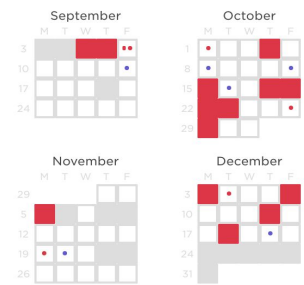 September
M T W T F
3
10
17
24
October
M T W T F
1
8
15
22
29
November
M T W T F
29
5
12
19
26
December
M T W T F
3
10
17
24
31